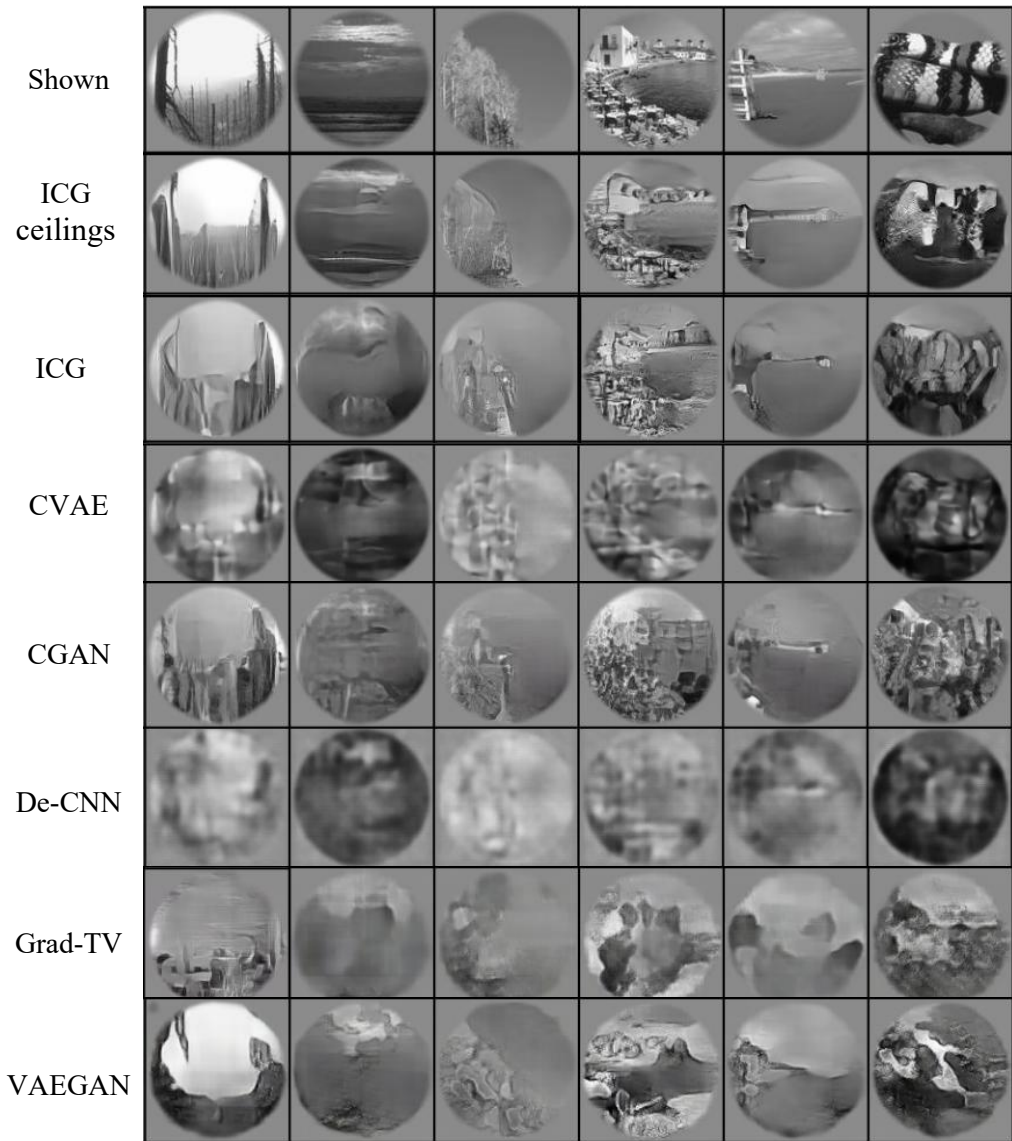 Shown
ICG
ceilings
ICG
CVAE
CGAN
De-CNN
Grad-TV
VAEGAN